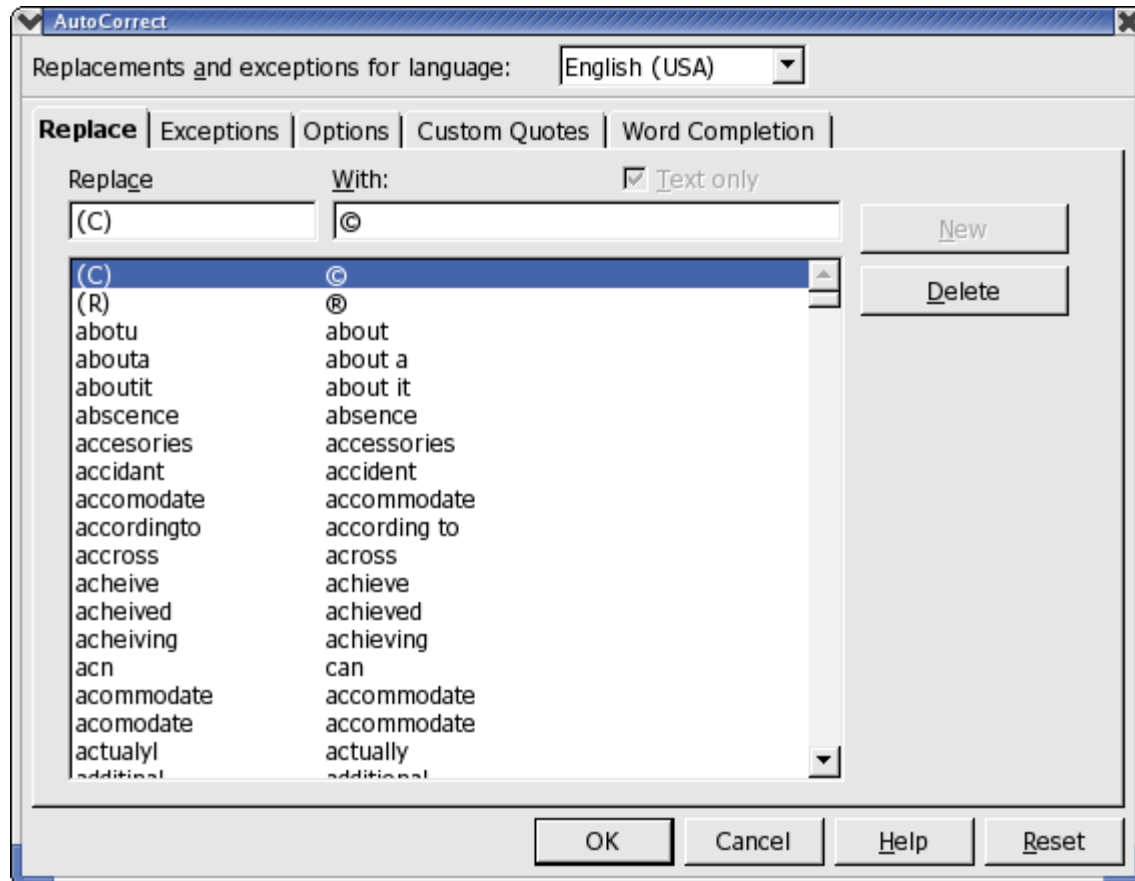 AutoCorrect
Replacements and exceptions for language: English (USA)
Replace Exceptions Options Custom Quotes Word Completion
Replace With: Text only
(C) © New
(C) © Delete
(R) ®
abotu about
abouta about a
aboutit about it
abscence absence
accesories accessories
accidant accident
accomodate accommodate
accordingto according to
accross across
acheive achieve
acheived achieved
acheiving achieving
acn can
acommodate accommodate
acomodate accommodate
actualyl actually
additinal additional
OK Cancel Help Reset